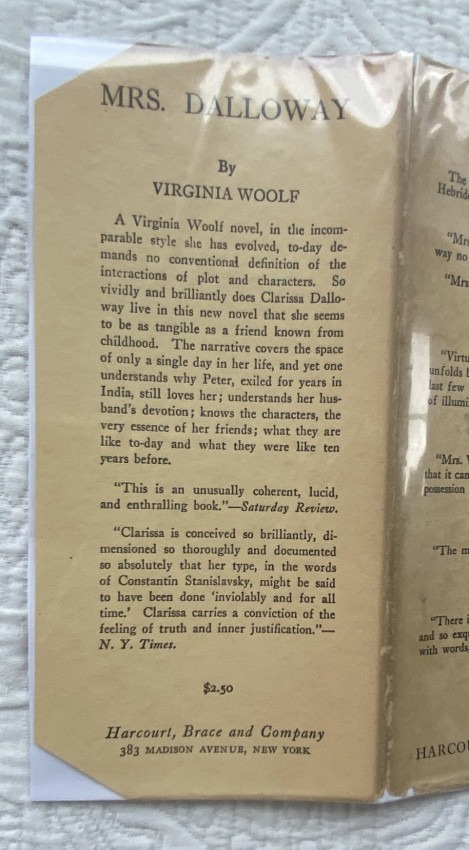 MRS. DALLOWAY
By
VIRGINIA WOOLF
A Virginia Woolf novel, in the incom-
parable style she has evolved, to-day de-
mands no conventional definition of the
interactions of plot and characters. So
vividly and brilliantly does Clarissa Dallo-
way live in this new novel that she seems
to be as tangible as a friend known from
childhood. The narrative covers the space
of only a single day in her life, and yet one
understands why Peter, exiled for years in
India, still loves her; understands her hus-
band's devotion; knows the characters, the
very essence of her friends; what they are
like to-day and what they were like ten
years before.
"This is an unusually coherent, lucid,
and enthralling book."—Saturday Review.
"Clarissa is conceived so brilliantly, di-
mensioned so thoroughly and documented
so absolutely that her type, in the words
of Constantin Stanislavsky, might be said
to have been done 'inviolably and for all
time.' Clarissa carries a conviction of the
feeling of truth and inner justification."—
N. Y. Times.
$2.50
Harcourt, Brace and Company
383 MADISON AVENUE, NEW YORK
The
"Mrs
way no
"Mrs
"Virtu
unfolds
last few
of illumi
"Mrs.
that it can
possession
"The m
"There
and so exq
with words,
HARCO